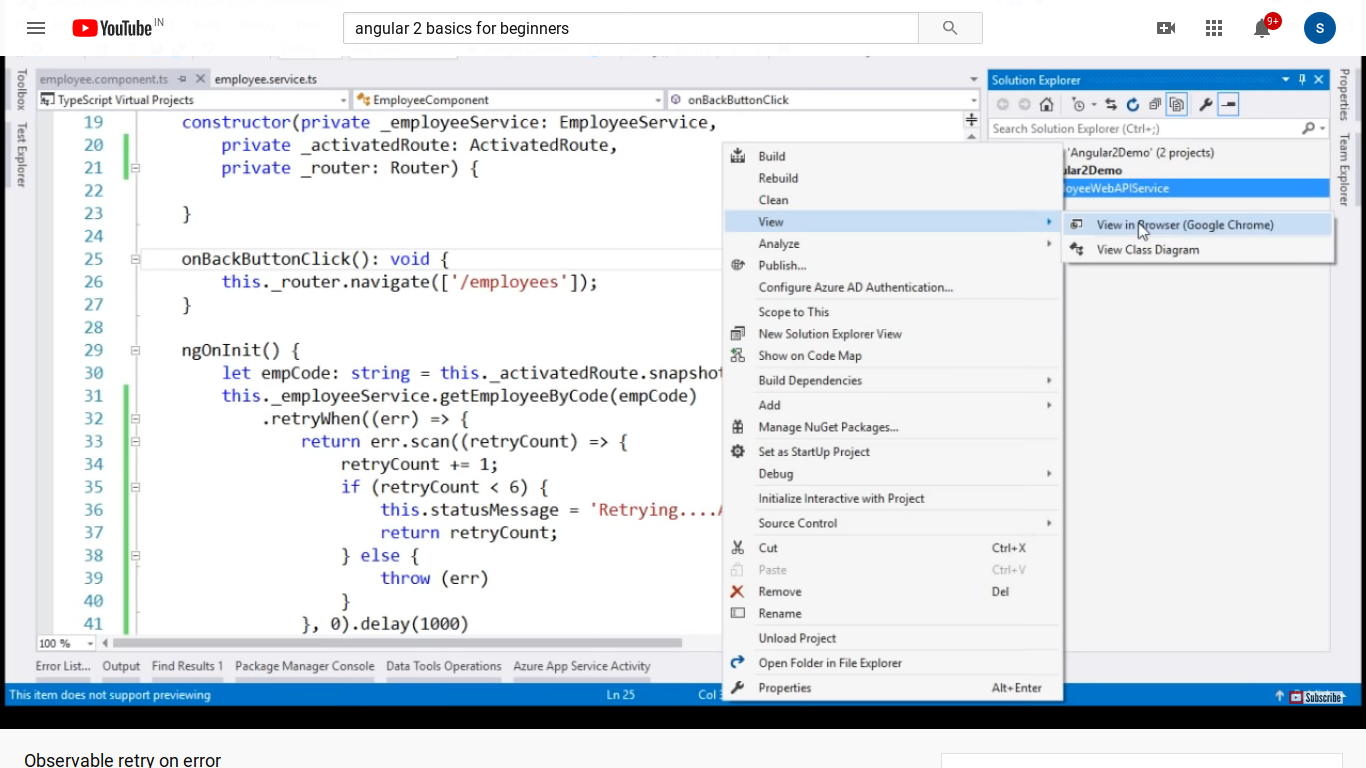 YouTube IN
angular 2 basics for beginners
9+
S
Toolbox
Test Explorer
employee.component.ts
employee.service.ts
TypeScript Virtual Projects
EmployeeComponent
onBackButtonClick
19 constructor(private _employeeService: EmployeeService,
20 private _activatedRoute: ActivatedRoute,
21 private _router: Router) {
22
23 }
24
25 onBackButtonClick(): void {
26 this._router.navigate(['/employees']);
27 }
28
29 ngOnInit() {
30 let empCode: string = this._activatedRoute.snapshot
31 this._employeeService.getEmployeeByCode(empCode)
32 .retryWhen((err) => {
33 return err.scan((retryCount) => {
34 retryCount += 1;
35 if (retryCount < 6) {
36 this.statusMessage = 'Retrying....A
37 return retryCount;
38 } else {
39 throw (err)
40 }
41 }, 0).delay(1000)
100 %
Error List...
Output
Find Results 1
Package Manager Console
Data Tools Operations
Azure App Service Activity
This item does not support previewing
Ln 25
Col
Build
Rebuild
Clean
View
Analyze
Publish...
Configure Azure AD Authentication...
Scope to This
New Solution Explorer View
Show on Code Map
Build Dependencies
Add
Manage NuGet Packages...
Set as StartUp Project
Debug
Initialize Interactive with Project
Source Control
Cut Ctrl+X
Paste Ctrl+V
Remove Del
Rename
Unload Project
Open Folder in File Explorer
Properties Alt+Enter
View in Browser (Google Chrome)
View Class Diagram
Solution Explorer
Search Solution Explorer (Ctrl+;)
'Angular2Demo' (2 projects)
ular2Demo
loyeeWebAPIService
Properties
Team Explorer
Subscribe
Observable retry on error